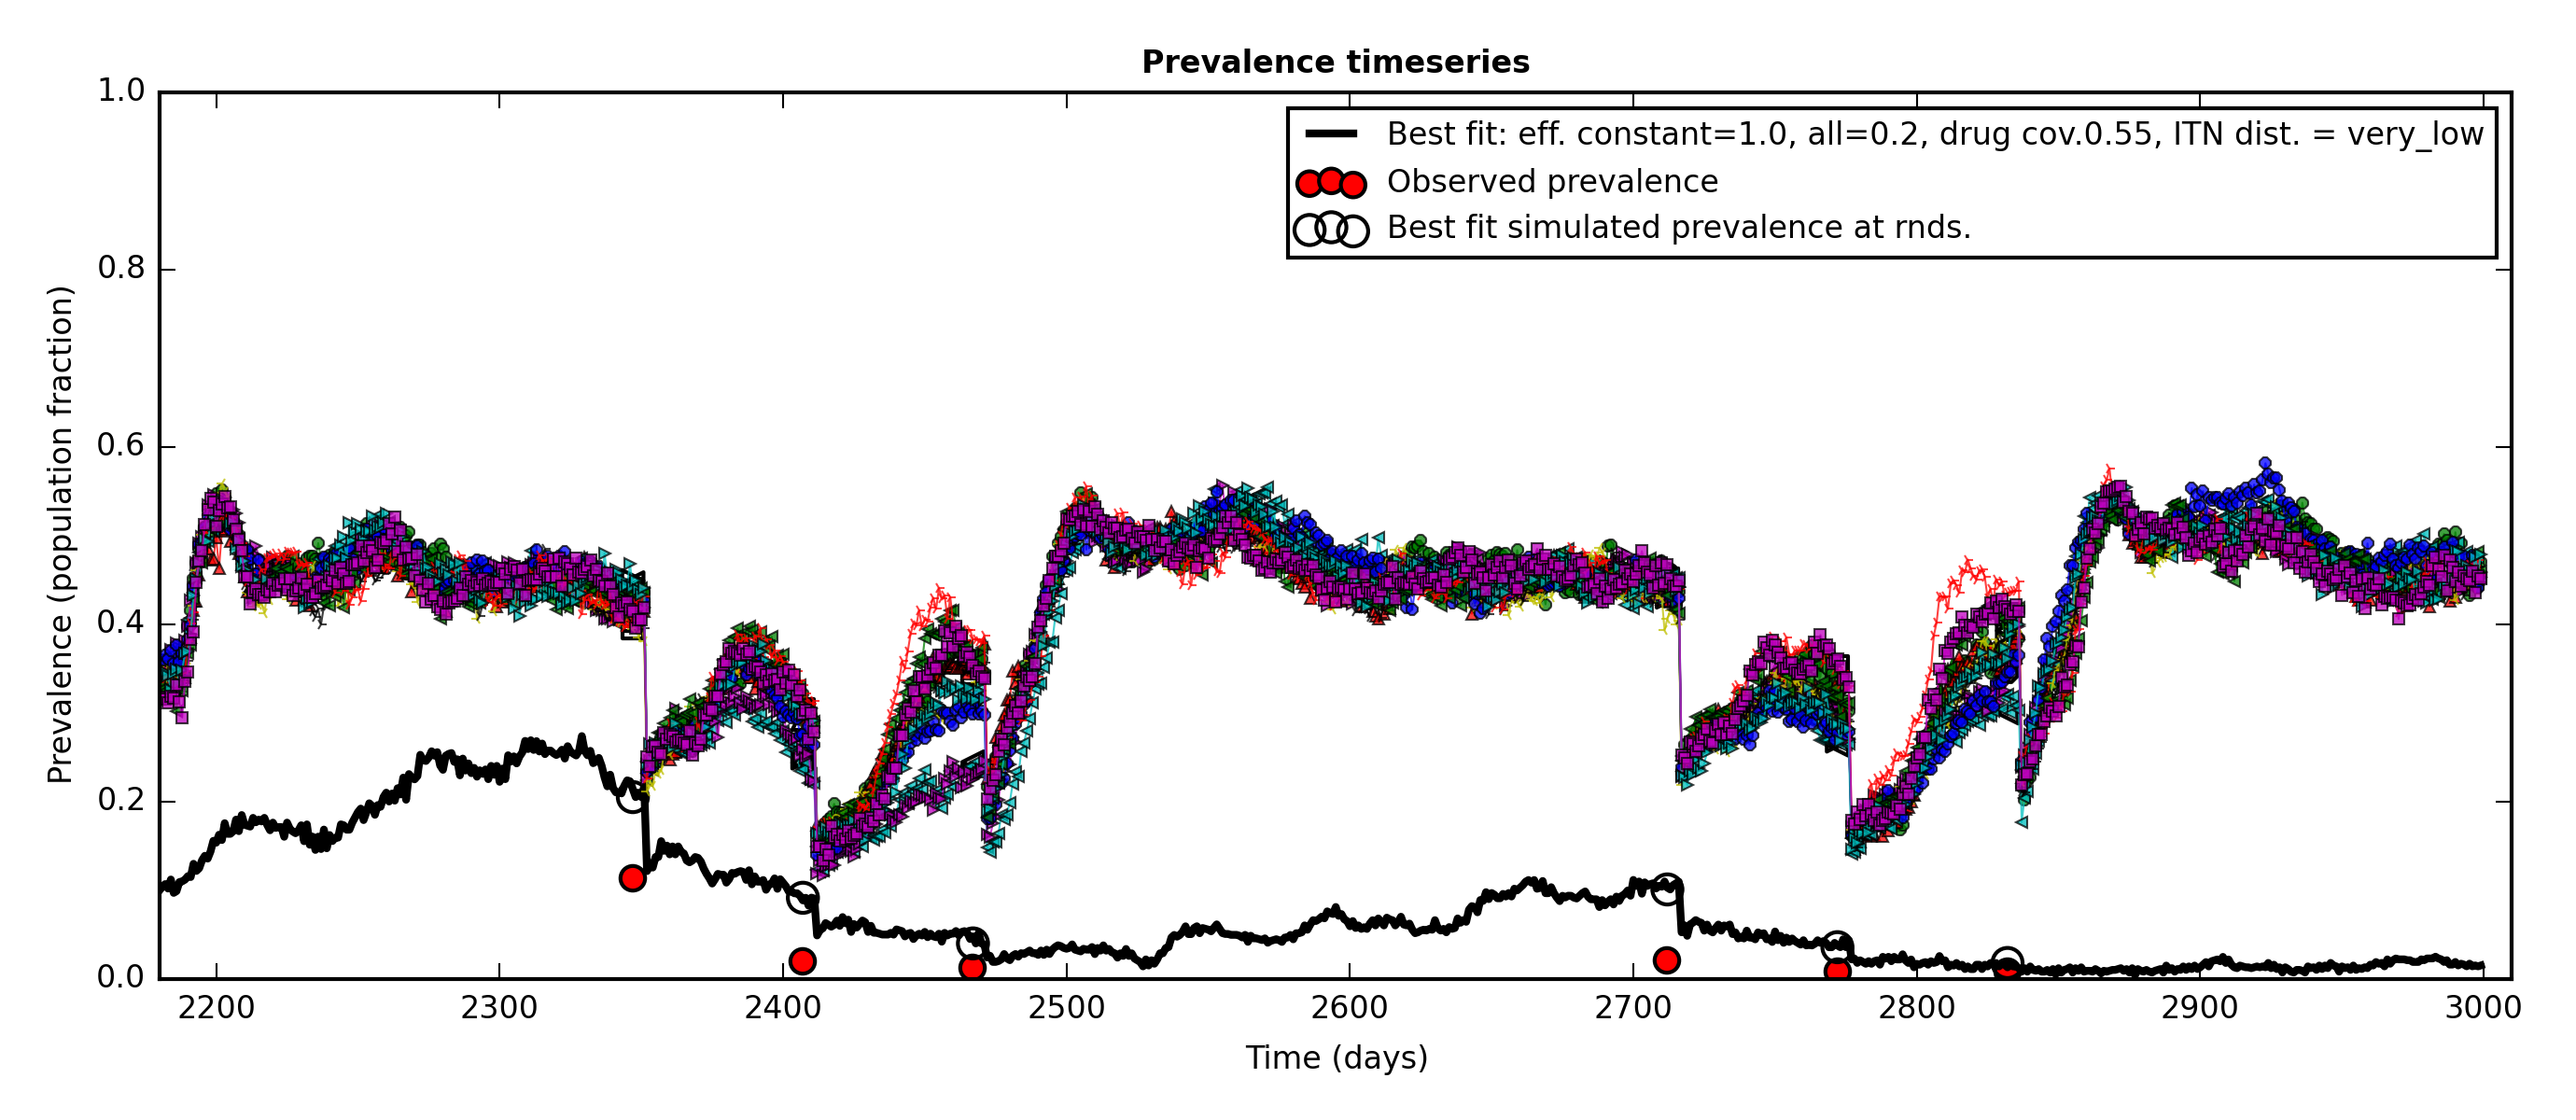 Prevalence timeseries
1.0
0.8
0.6
0.4
0.2
0.0
Prevalence (population fraction)
Best fit: eff. constant=1.0, all=0.2, drug cov.0.55, ITN dist. = very_low
Observed prevalence
Best fit simulated prevalence at rnds.
2200 2300 2400 2500 2600 2700 2800 2900 3000
Time (days)